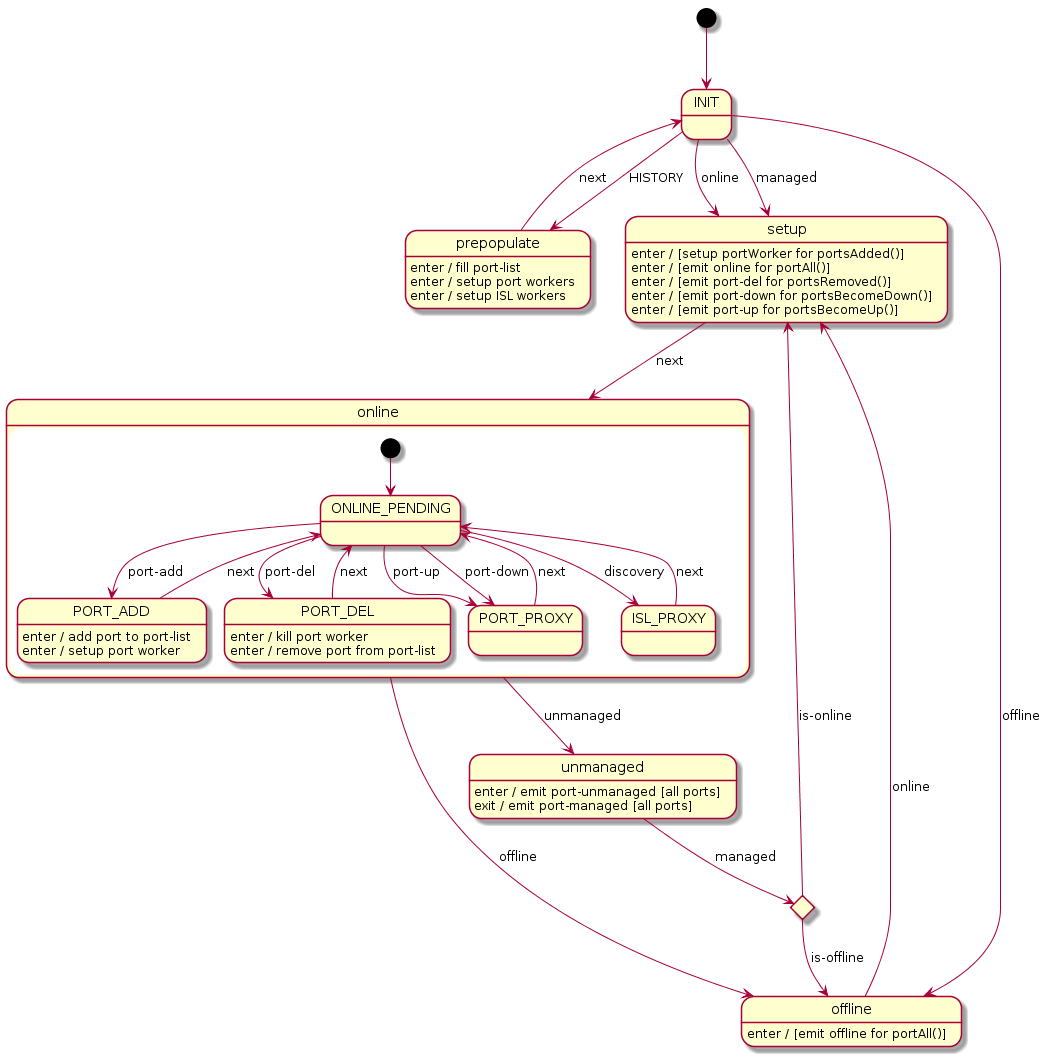 INIT
next
HISTORY
online
managed
prepopulate
enter / fill port-list
enter / setup port workers
enter / setup ISL workers
setup
enter / [setup portWorker for portsAdded()]
enter / [emit online for portAll()]
enter / [emit port-del for portsRemoved()]
enter / [emit port-down for portsBecomeDown()]
enter / [emit port-up for portsBecomeUp()]
next
online
ONLINE_PENDING
port-add
next
port-del
next
port-up
port-down
next
discovery
next
PORT_ADD
enter / add port to port-list
enter / setup port worker
PORT_DEL
enter / kill port worker
enter / remove port from port-list
PORT_PROXY
ISL_PROXY
unmanaged
is-online
offline
unmanaged
enter / emit port-unmanaged [all ports]
exit / emit port-managed [all ports]
online
offline
managed
is-offline
offline
enter / [emit offline for portAll()]